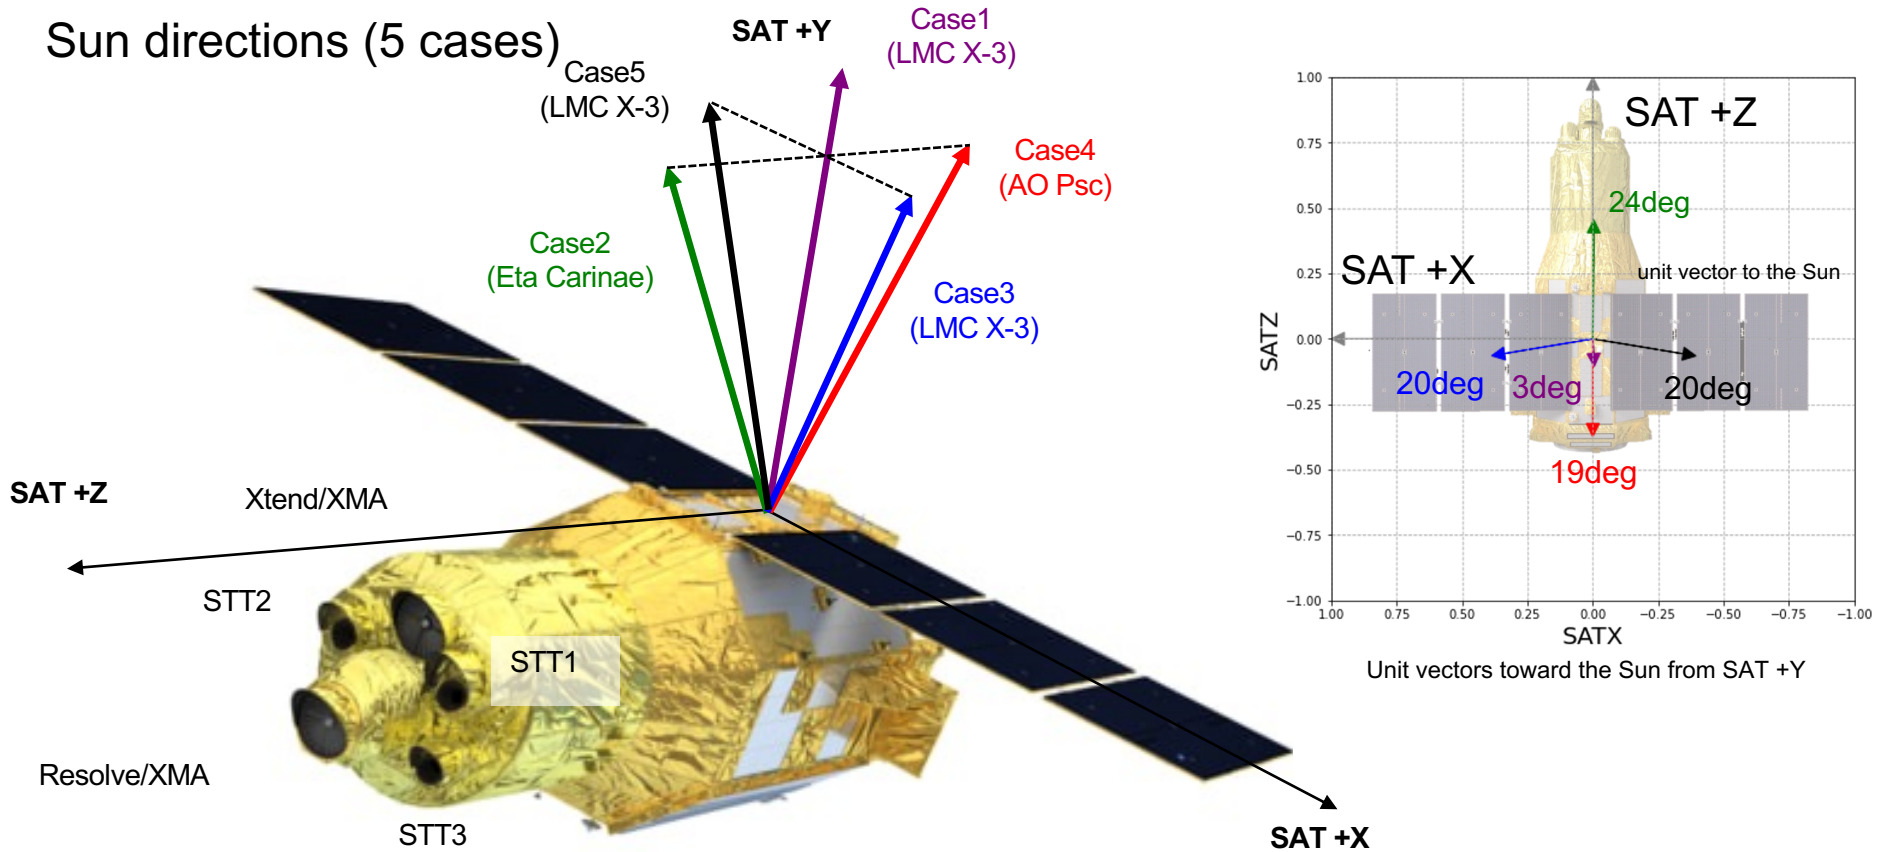 Sun directions (5 cases)
SAT +Y
Case1
(LMC X-3)
Case5
(LMC X-3)
Case4
(AO Psc)
Case2
(Eta Carinae)
Case3
(LMC X-3)
SAT +Z
Xtend/XMA
STT2
STT1
Resolve/XMA
STT3
SAT +X
1.00
0.75
0.50
0.25
0.00
−0.25
−0.50
−0.75
−1.00
SATZ
SAT +Z
24deg
SAT +X
unit vector to the Sun
20deg
3deg
20deg
19deg
1.00
0.75
0.50
0.25
0.00
−0.25
−0.50
−0.75
−1.00
SATX
Unit vectors toward the Sun from SAT +Y